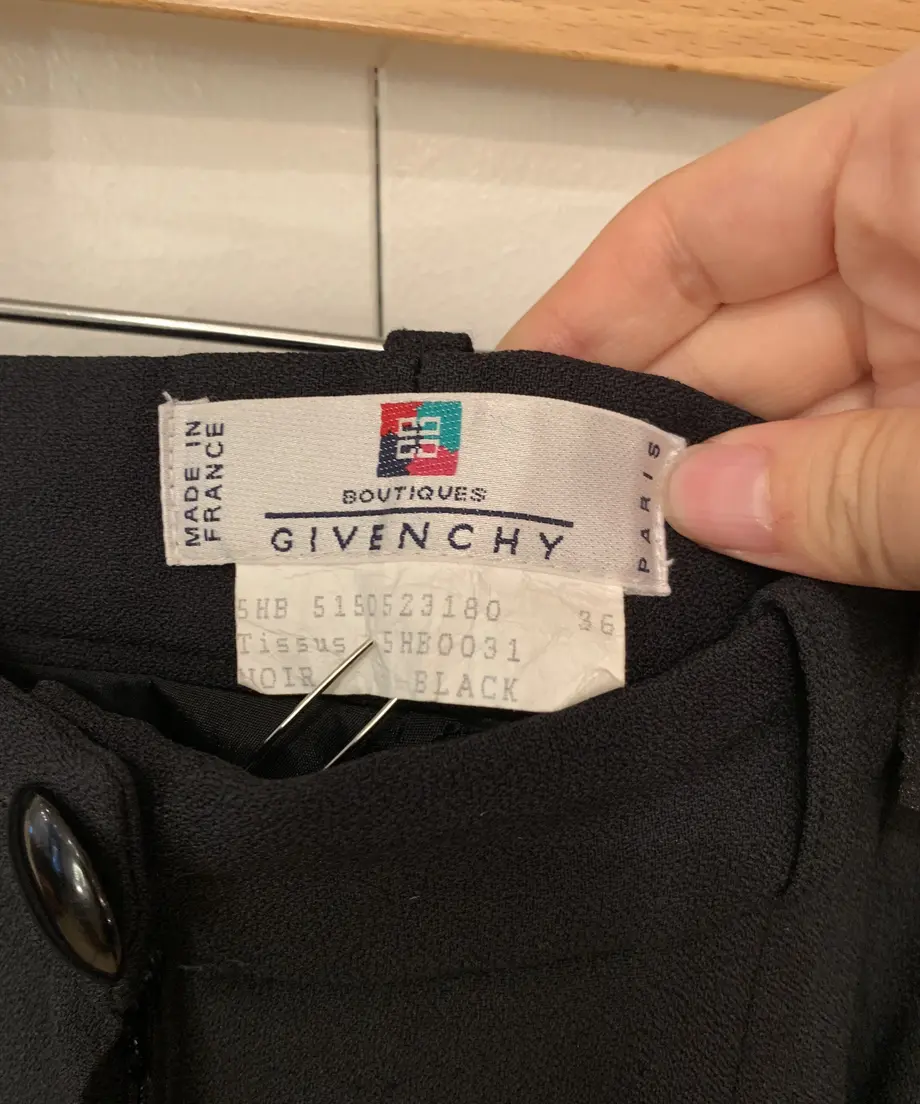 MADE IN
FRANCE
BOUTIQUES
GIVENCHY
PARIS
5HB 5150523180 36
Tissus 5HB0031
NOIR BLACK